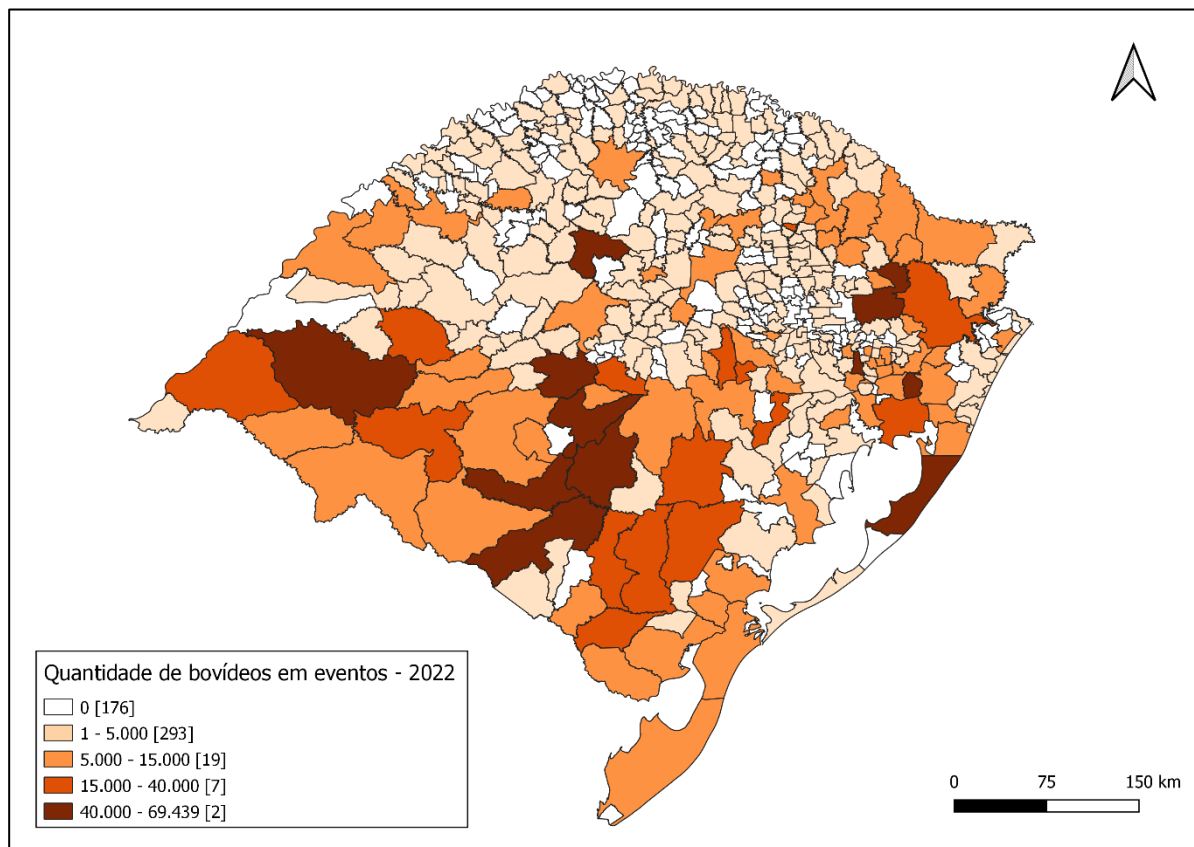 Quantidade de bovídeos em eventos - 2022
0 [176]
1 - 5.000 [293]
5.000 - 15.000 [19]
15.000 - 40.000 [7]
40.000 - 69.439 [2]
0 75 150 km